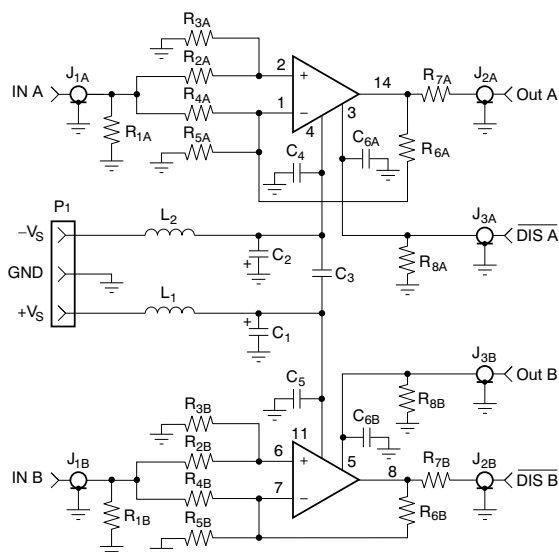 R3A
R2A
R4A
R5A
J1A
IN A
R1A
2
+
1
−
4
3
14
R7A
J2A
Out A
R6A
C4
C6A
J3A
DIS A
R8A
P1
−VS
GND
+VS
L2
C2
+
C3
L1
+
C1
J3B
Out B
R8B
C5
C6B
11
5
R3B
R2B
R4B
R5B
J1B
IN B
R1B
6
+
7
−
8
R7B
J2B
DIS B
R6B